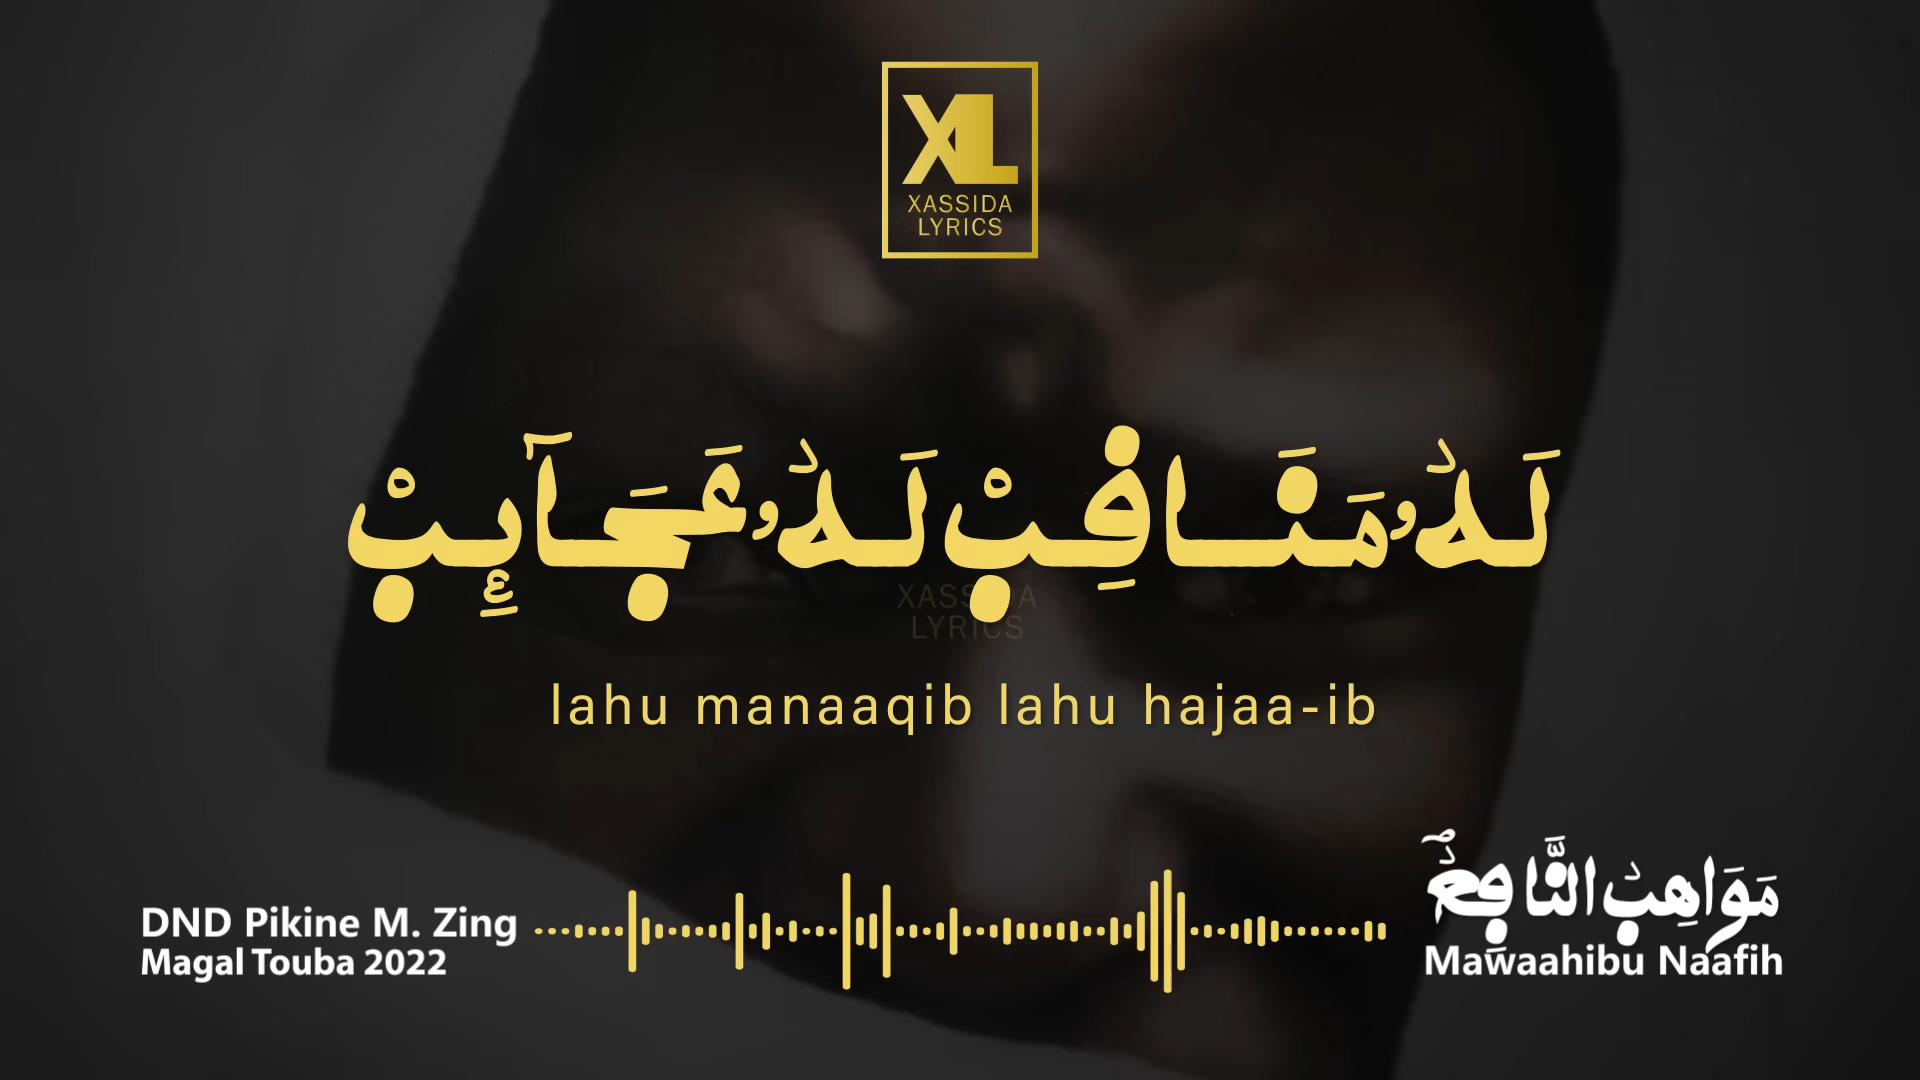 XL
XASSIDA
LYRICS
لَهُۥ مَنَافِبْ لَهُۥ عَجَآئِبْ
XASSIDA
LYRICS
lahu manaaqib lahu hajaa-ib
DND Pikine M. Zing
Magal Touba 2022
مَوَاهِبُ النَّافِعُ
Mawaahibu Naafih